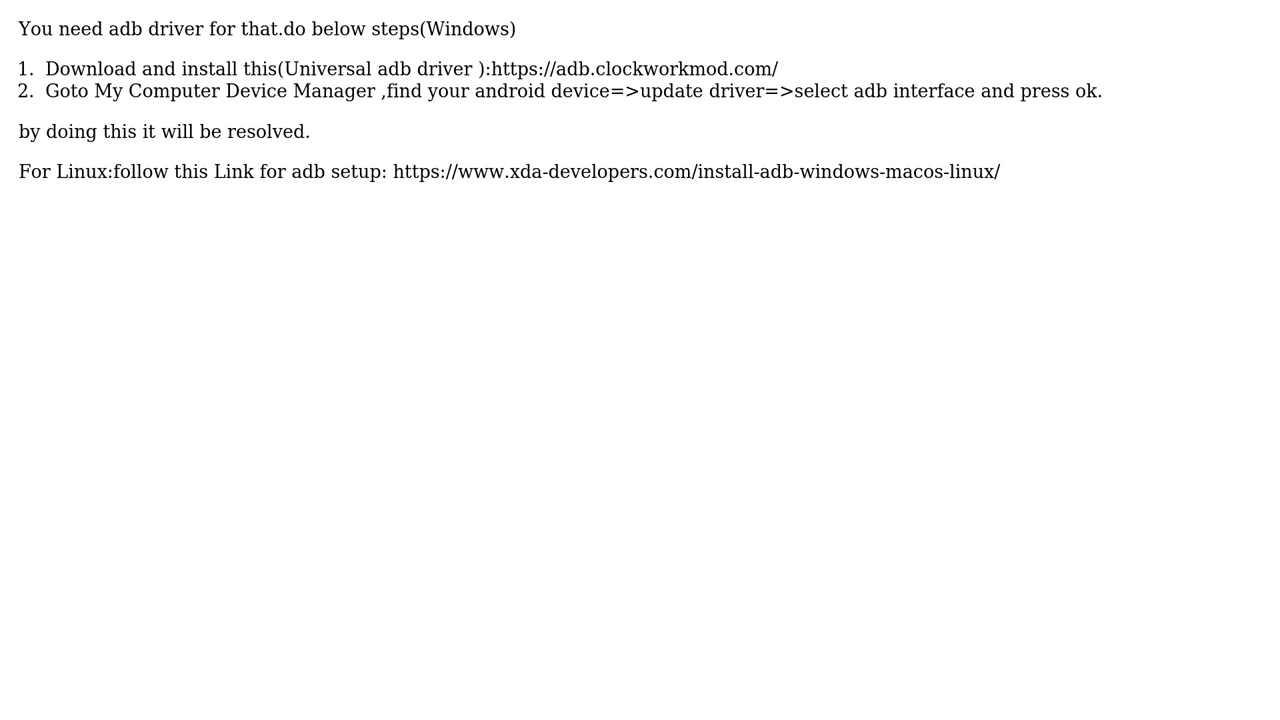 You need adb driver for that.do below steps(Windows)
1. Download and install this(Universal adb driver ):https://adb.clockworkmod.com/
2. Goto My Computer Device Manager ,find your android device=>update driver=>select adb interface and press ok.
by doing this it will be resolved.
For Linux:follow this Link for adb setup: https://www.xda-developers.com/install-adb-windows-macos-linux/